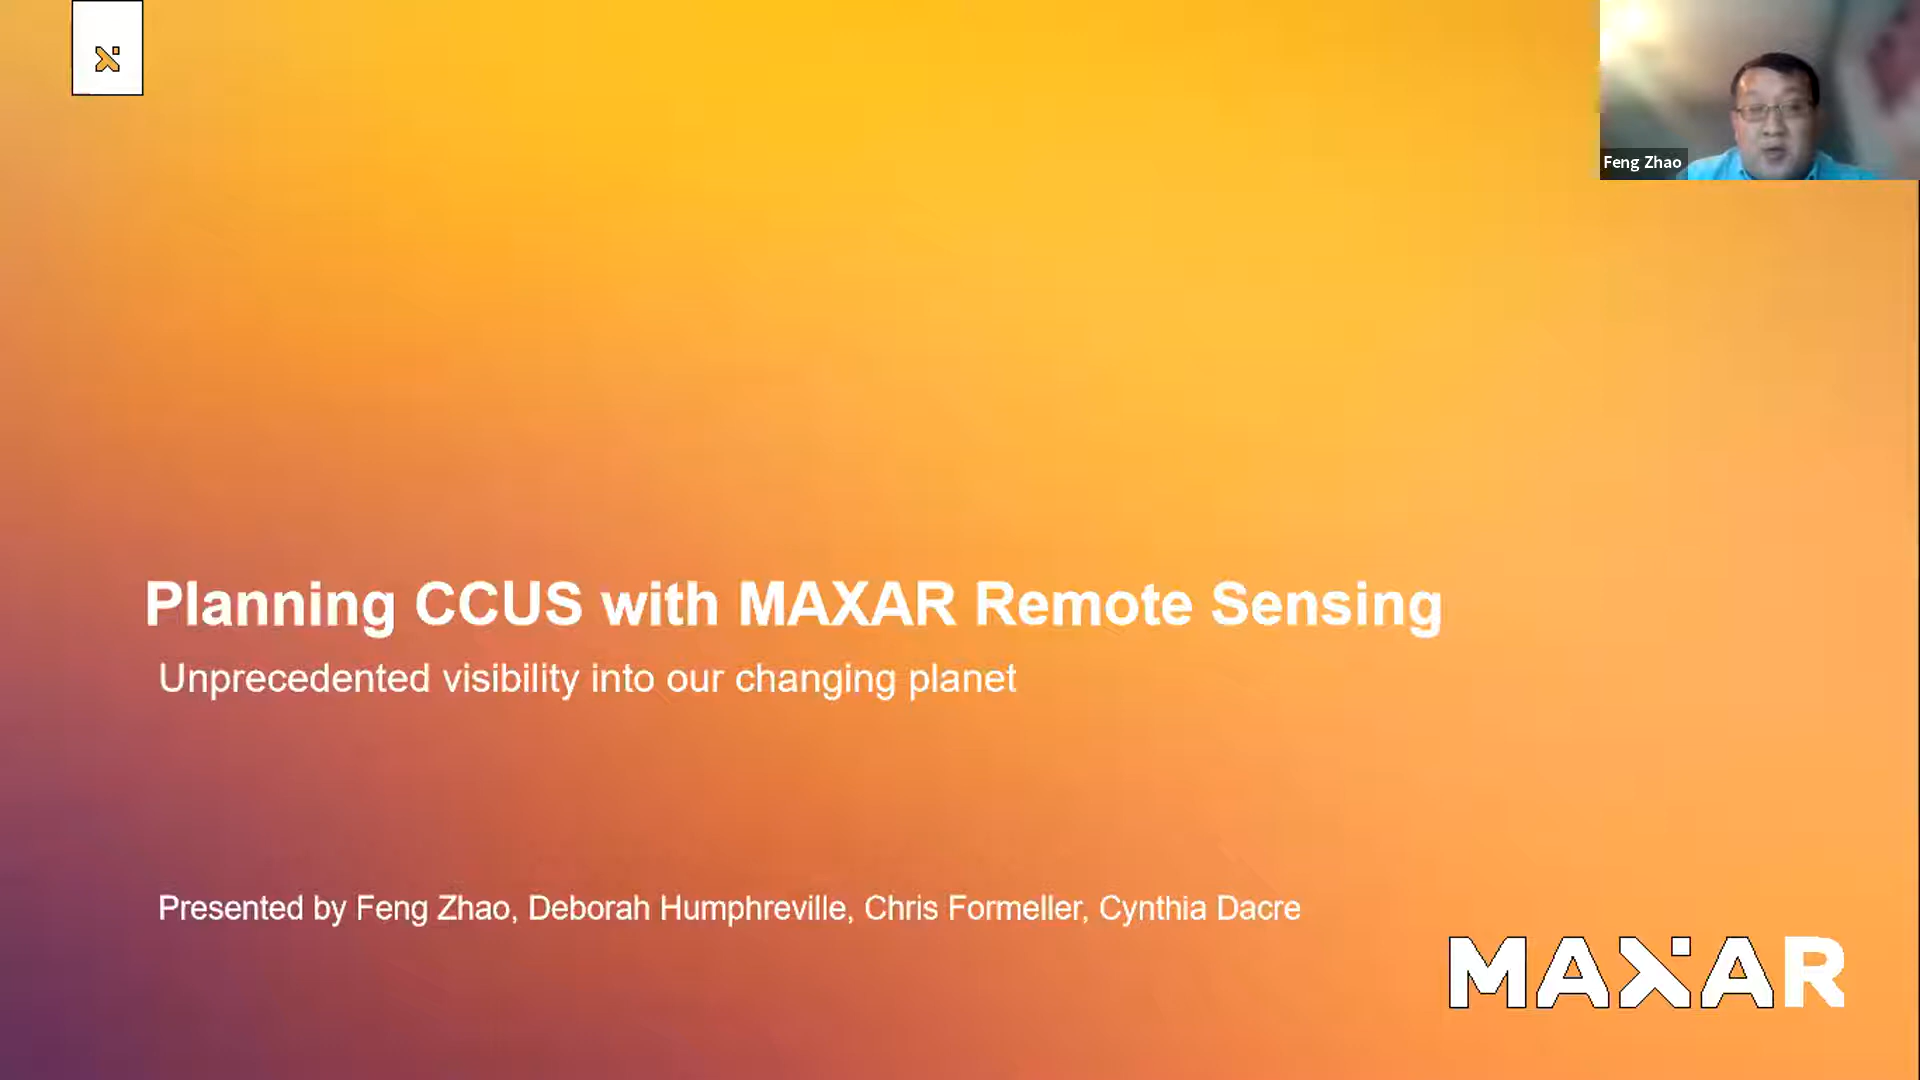 Feng Zhao
Planning CCUS with MAXAR Remote Sensing
Unprecedented visibility into our changing planet
Presented by Feng Zhao, Deborah Humphreville, Chris Formeller, Cynthia Dacre
MAXAR